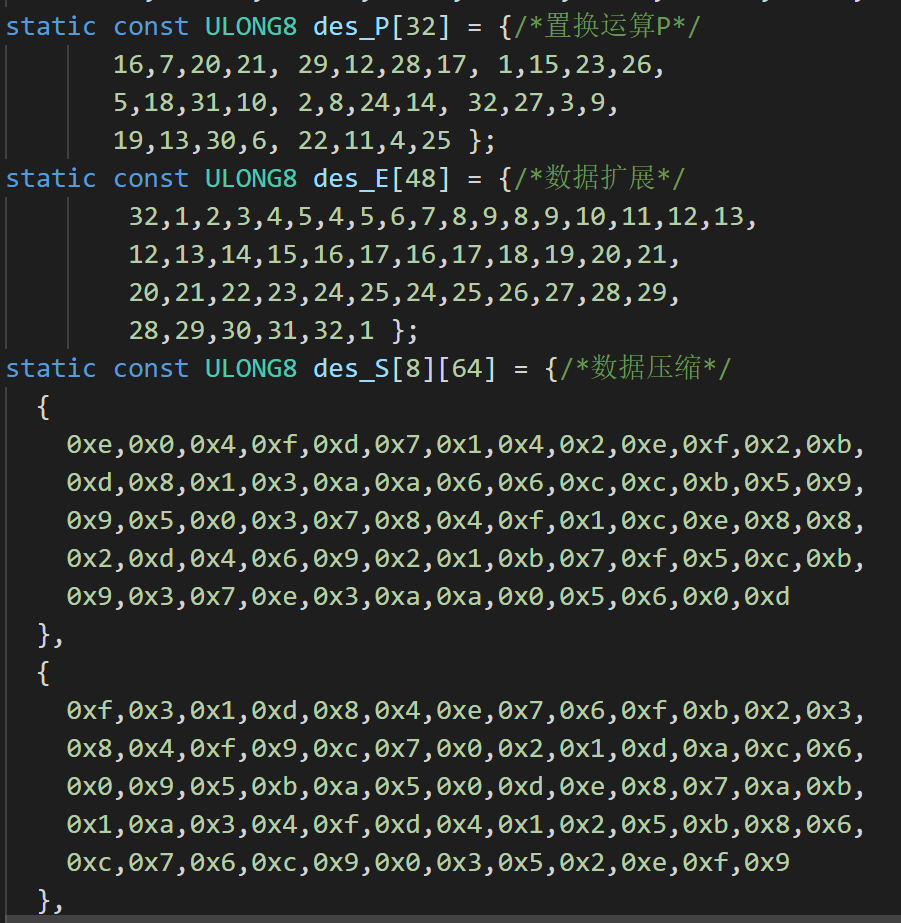 static const ULONG8 des_P[32] = {/*置换运算P*/
16,7,20,21, 29,12,28,17, 1,15,23,26,
5,18,31,10, 2,8,24,14, 32,27,3,9,
19,13,30,6, 22,11,4,25 };
static const ULONG8 des_E[48] = {/*数据扩展*/
32,1,2,3,4,5,4,5,6,7,8,9,8,9,10,11,12,13,
12,13,14,15,16,17,16,17,18,19,20,21,
20,21,22,23,24,25,24,25,26,27,28,29,
28,29,30,31,32,1 };
static const ULONG8 des_S[8][64] = {/*数据压缩*/
{
0xe,0x0,0x4,0xf,0xd,0x7,0x1,0x4,0x2,0xe,0xf,0x2,0xb,
0xd,0x8,0x1,0x3,0xa,0xa,0x6,0x6,0xc,0xc,0xb,0x5,0x9,
0x9,0x5,0x0,0x3,0x7,0x8,0x4,0xf,0x1,0xc,0xe,0x8,0x8,
0x2,0xd,0x4,0x6,0x9,0x2,0x1,0xb,0x7,0xf,0x5,0xc,0xb,
0x9,0x3,0x7,0xe,0x3,0xa,0xa,0x0,0x5,0x6,0x0,0xd
},
{
0xf,0x3,0x1,0xd,0x8,0x4,0xe,0x7,0x6,0xf,0xb,0x2,0x3,
0x8,0x4,0xf,0x9,0xc,0x7,0x0,0x2,0x1,0xd,0xa,0xc,0x6,
0x0,0x9,0x5,0xb,0xa,0x5,0x0,0xd,0xe,0x8,0x7,0xa,0xb,
0x1,0xa,0x3,0x4,0xf,0xd,0x4,0x1,0x2,0x5,0xb,0x8,0x6,
0xc,0x7,0x6,0xc,0x9,0x0,0x3,0x5,0x2,0xe,0xf,0x9
},